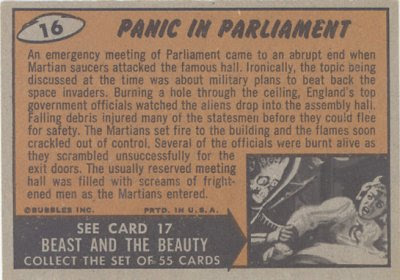 16
PANIC IN PARLIAMENT
An emergency meeting of Parliament came to an abrupt end when
Martian saucers attacked the famous hall. Ironically, the topic being
discussed at the time was about military plans to beat back the
space invaders. Burning a hole through the ceiling, England's top
government officials watched the aliens drop into the assembly hall.
Falling debris injured many of the statesmen before they could flee
for safety. The Martians set fire to the building and the flames soon
crackled out of control. Several of the officials were burnt alive as
they scrambled unsuccessfully for the
exit doors. The usually reserved meeting
hall was filled with screams of fright-
ened men as the Martians entered.
©BUBBLES INC. PRTD. IN U.S.A.
SEE CARD 17
BEAST AND THE BEAUTY
COLLECT THE SET OF 55 CARDS